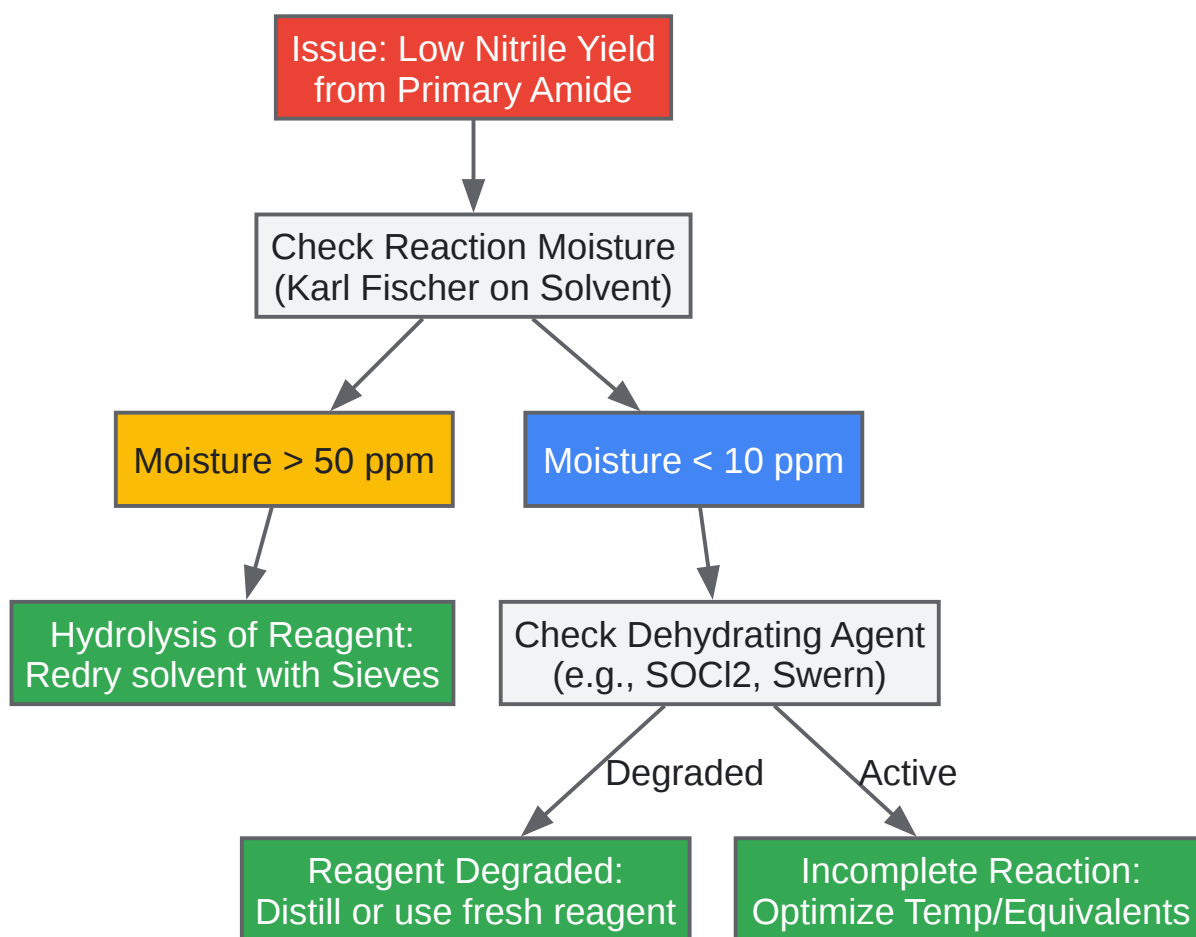 Issue: Low Nitrile Yield
from Primary Amide
Check Reaction Moisture
(Karl Fischer on Solvent)
Moisture > 50 ppm
Moisture < 10 ppm
Hydrolysis of Reagent:
Redry solvent with Sieves
Check Dehydrating Agent
(e.g., SOCl2, Swern)
Degraded
Active
Reagent Degraded:
Distill or use fresh reagent
Incomplete Reaction:
Optimize Temp/Equivalents